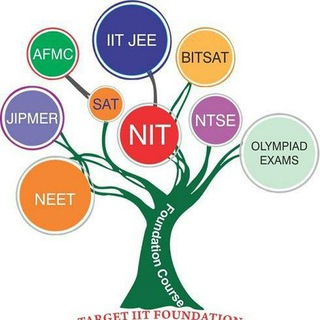 IIT JEE
AFMC
BITSAT
SAT
JIPMER
NIT
NTSE
OLYMPIAD
EXAMS
NEET
Foundation Course
TARGET IIT FOUNDATION